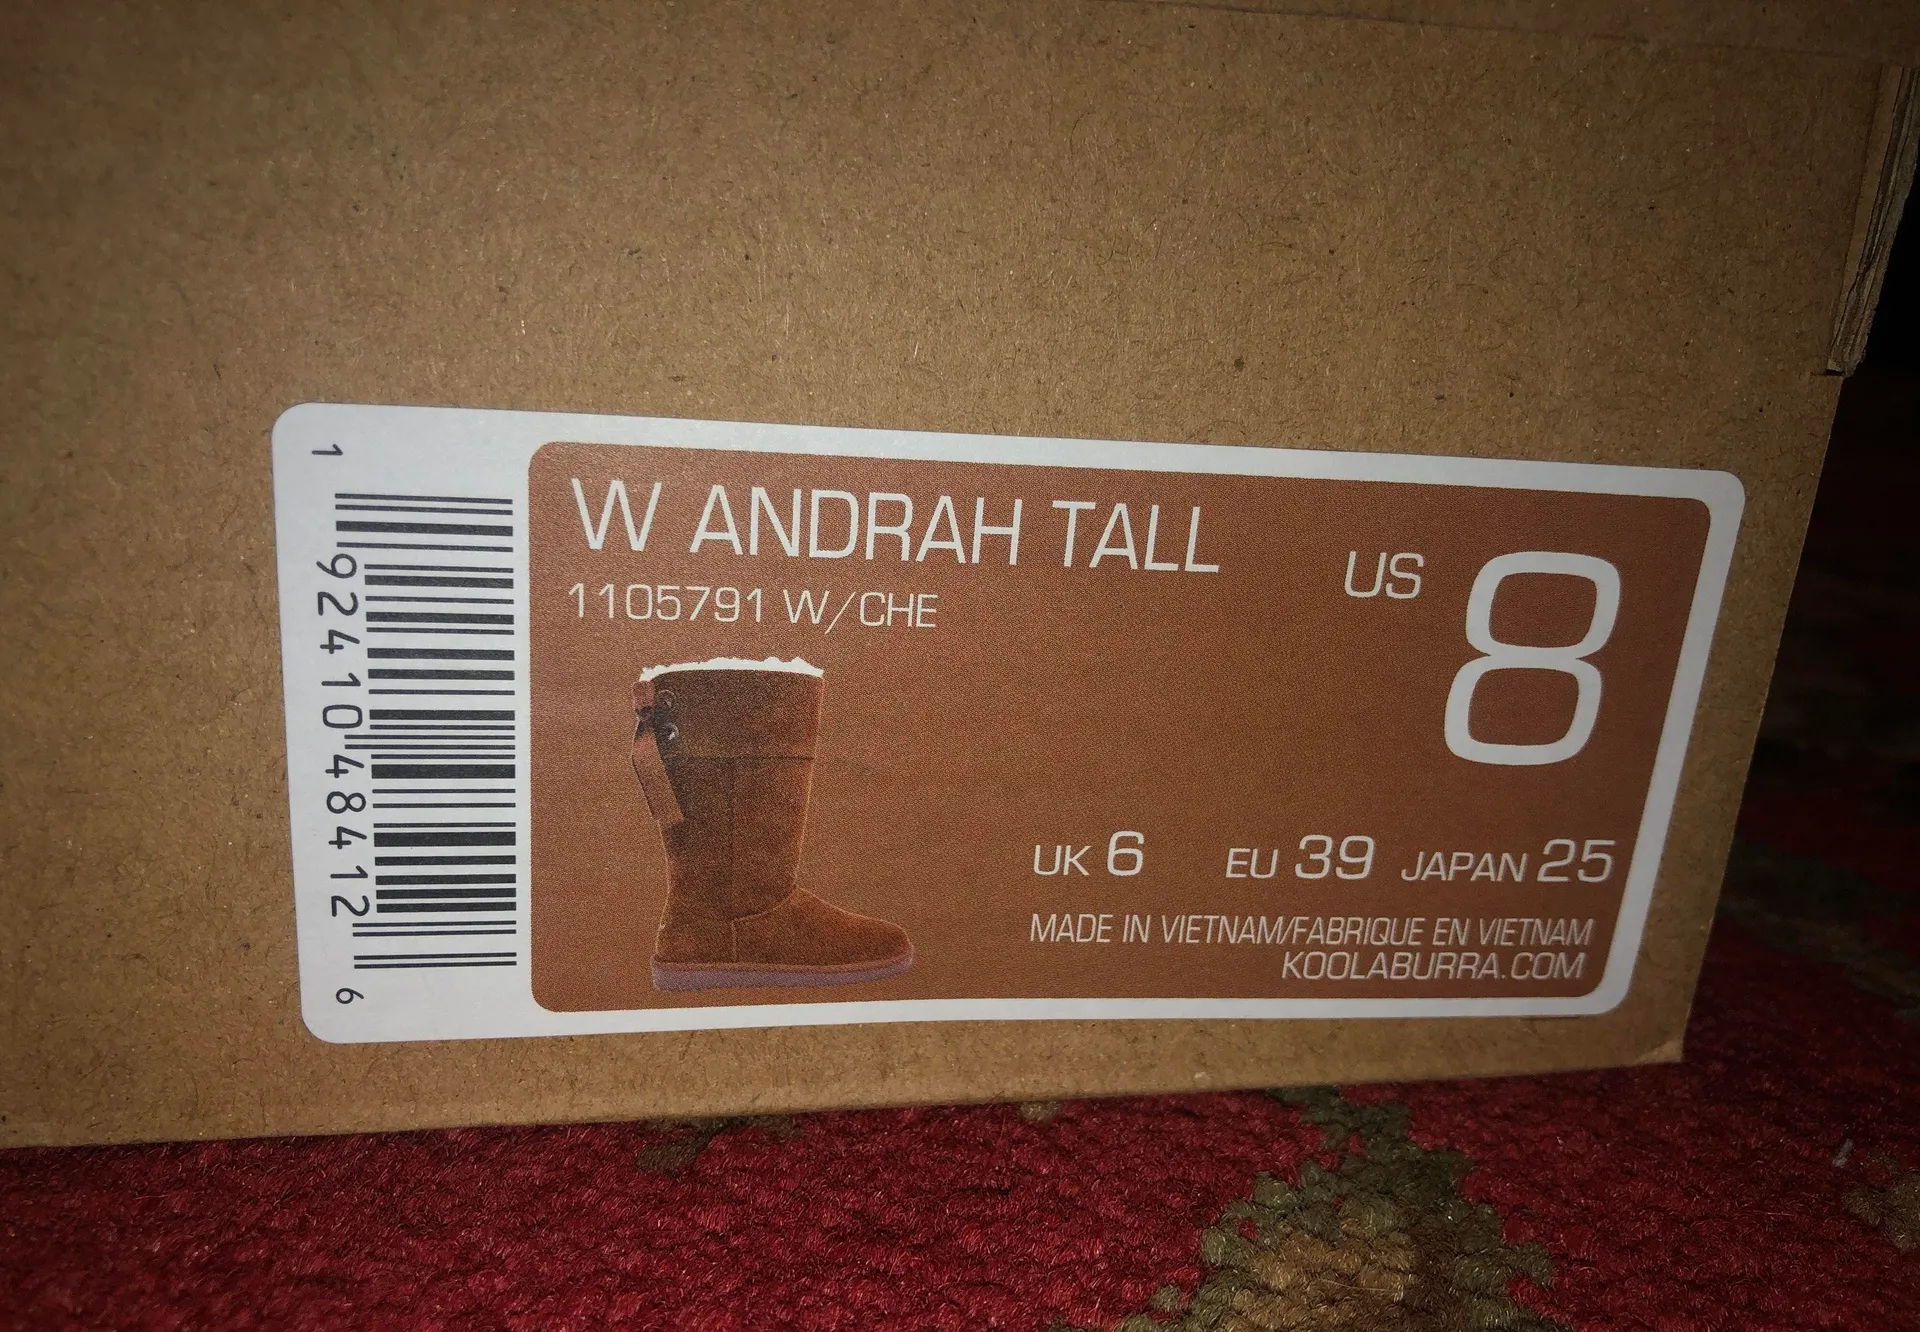 W ANDRAH TALL
1105791 W/CHE
US 8
UK 6 EU 39 JAPAN 25
MADE IN VIETNAM/FABRIQUE EN VIETNAM
KOOLABURRA.COM
1 92410 48412 6